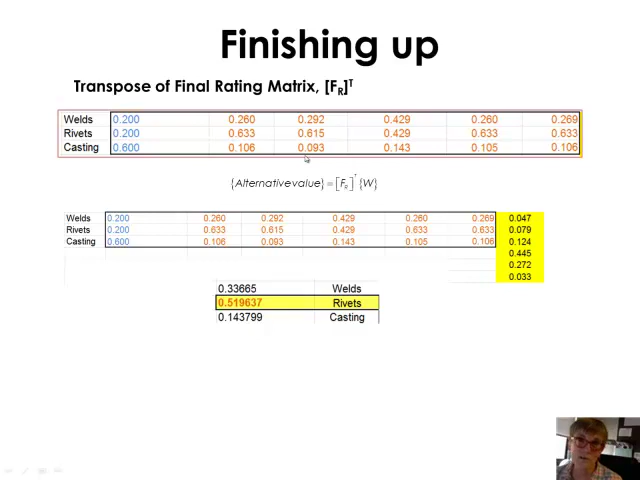 Finishing up
Transpose of Final Rating Matrix, [FR]T
Welds 0.200 0.260 0.292 0.429 0.260 0.269
Rivets 0.200 0.633 0.615 0.429 0.633 0.633
Casting 0.600 0.106 0.093 0.143 0.105 0.106
{Alternative value} = [FR]T {W}
Welds 0.200 0.260 0.292 0.429 0.260 0.269 0.047
Rivets 0.200 0.633 0.615 0.429 0.633 0.633 0.079
Casting 0.600 0.106 0.093 0.143 0.105 0.106 0.124
0.445
0.272
0.033
0.33665 Welds
0.519637 Rivets
0.143799 Casting